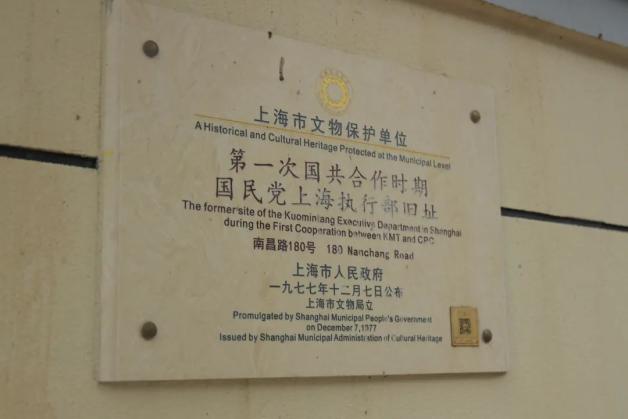 上海市文物保护单位
A Historical and Cultural Heritage Protected at the Municipal Level
第一次国共合作时期
国民党上海执行部旧址
The former site of the Kuomintang Executive Department in Shanghai
during the First Cooperation between KMT and CPC
南昌路180号 180 Nanchang Road
上海市人民政府
一九七七年十二月七日公布
上海市文物局立
Promulgated by Shanghai Municipal People's Government
on December 7,1977
Issued by Shanghai Municipal Administration of Cultural Heritage